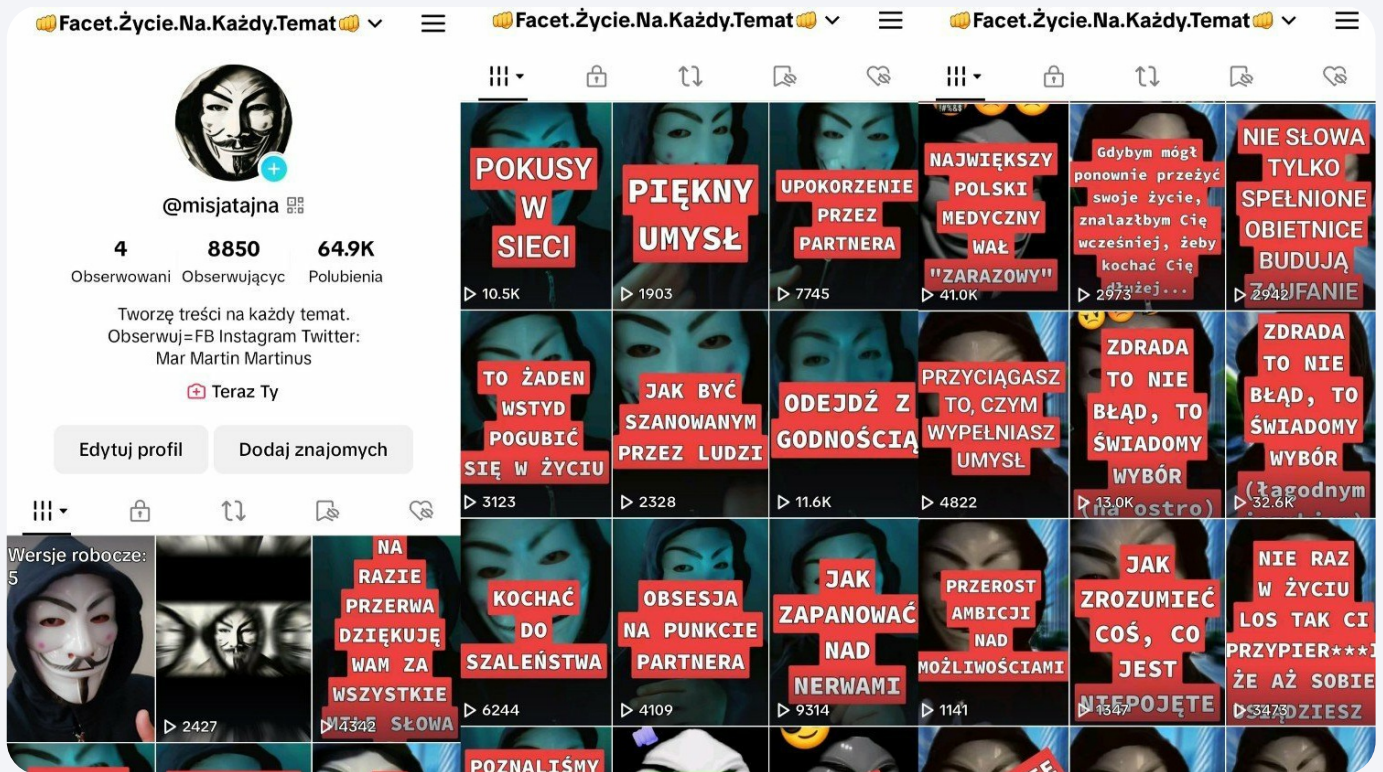 👊Facet.Życie.Na.Każdy.Temat👊
@misjatajna
4 8850 64.9K
Obserwowani Obserwującyc Polubienia
Tworzę treści na każdy temat.
Obserwuj=FB Instagram Twitter:
Mar Martin Martinus
Teraz Ty
Edytuj profil Dodaj znajomych
Wersje robocze:
5
2427
NA
RAZIE
PRZERWA
DZIĘKUJĘ
WAM ZA
WSZYSTKIE
MIŁE SŁOWA
4342
👊Facet.Życie.Na.Każdy.Temat👊
POKUSY
W
SIECI
10.5K
PIĘKNY
UMYSŁ
1903
UPOKORZENIE
PRZEZ
PARTNERA
7745
TO ŻADEN
WSTYD
POGUBIĆ
SIĘ W ŻYCIU
3123
JAK BYĆ
SZANOWANYM
PRZEZ LUDZI
2328
ODEJDŹ Z
GODNOŚCIĄ
11.6K
KOCHAĆ
DO
SZALEŃSTWA
6244
OBSESJA
NA PUNKCIE
PARTNERA
4109
JAK
ZAPANOWAĆ
NAD
NERWAMI
9314
POZNALIŚMY
👊Facet.Życie.Na.Każdy.Temat👊
NAJWIĘKSZY
POLSKI
MEDYCZNY
WAŁ
"ZARAZOWY"
41.0K
Gdybym mógł
ponownie przeżyć
swoje życie,
znalazłbym Cię
wcześniej, żeby
kochać Cię
dłużej...
2973
NIE SŁOWA
TYLKO
SPEŁNIONE
OBIETNICE
BUDUJĄ
ZAUFANIE
2942
PRZYCIĄGASZ
TO, CZYM
WYPEŁNIASZ
UMYSŁ
4822
ZDRADA
TO NIE
BŁĄD, TO
ŚWIADOMY
WYBÓR
(na ostro)
13.0K
ZDRADA
TO NIE
BŁĄD, TO
ŚWIADOMY
WYBÓR
(łagodnym
32.6K
PRZEROST
AMBICJI
NAD
MOŻLIWOŚCIAMI
1141
JAK
ZROZUMIEĆ
COŚ, CO
JEST
NIEPOJĘTE
1347
NIE RAZ
W ŻYCIU
LOS TAK CI
PRZYPIER***
ŻE AŻ SOBIE
USIĄDZIESZ
3473